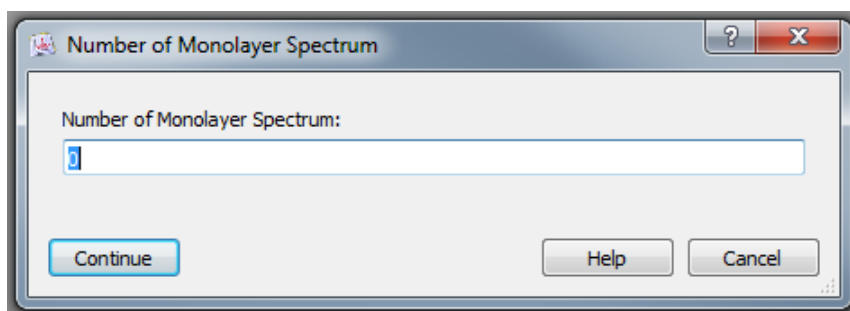 Number of Monolayer Spectrum
Number of Monolayer Spectrum:
0
Continue Help Cancel